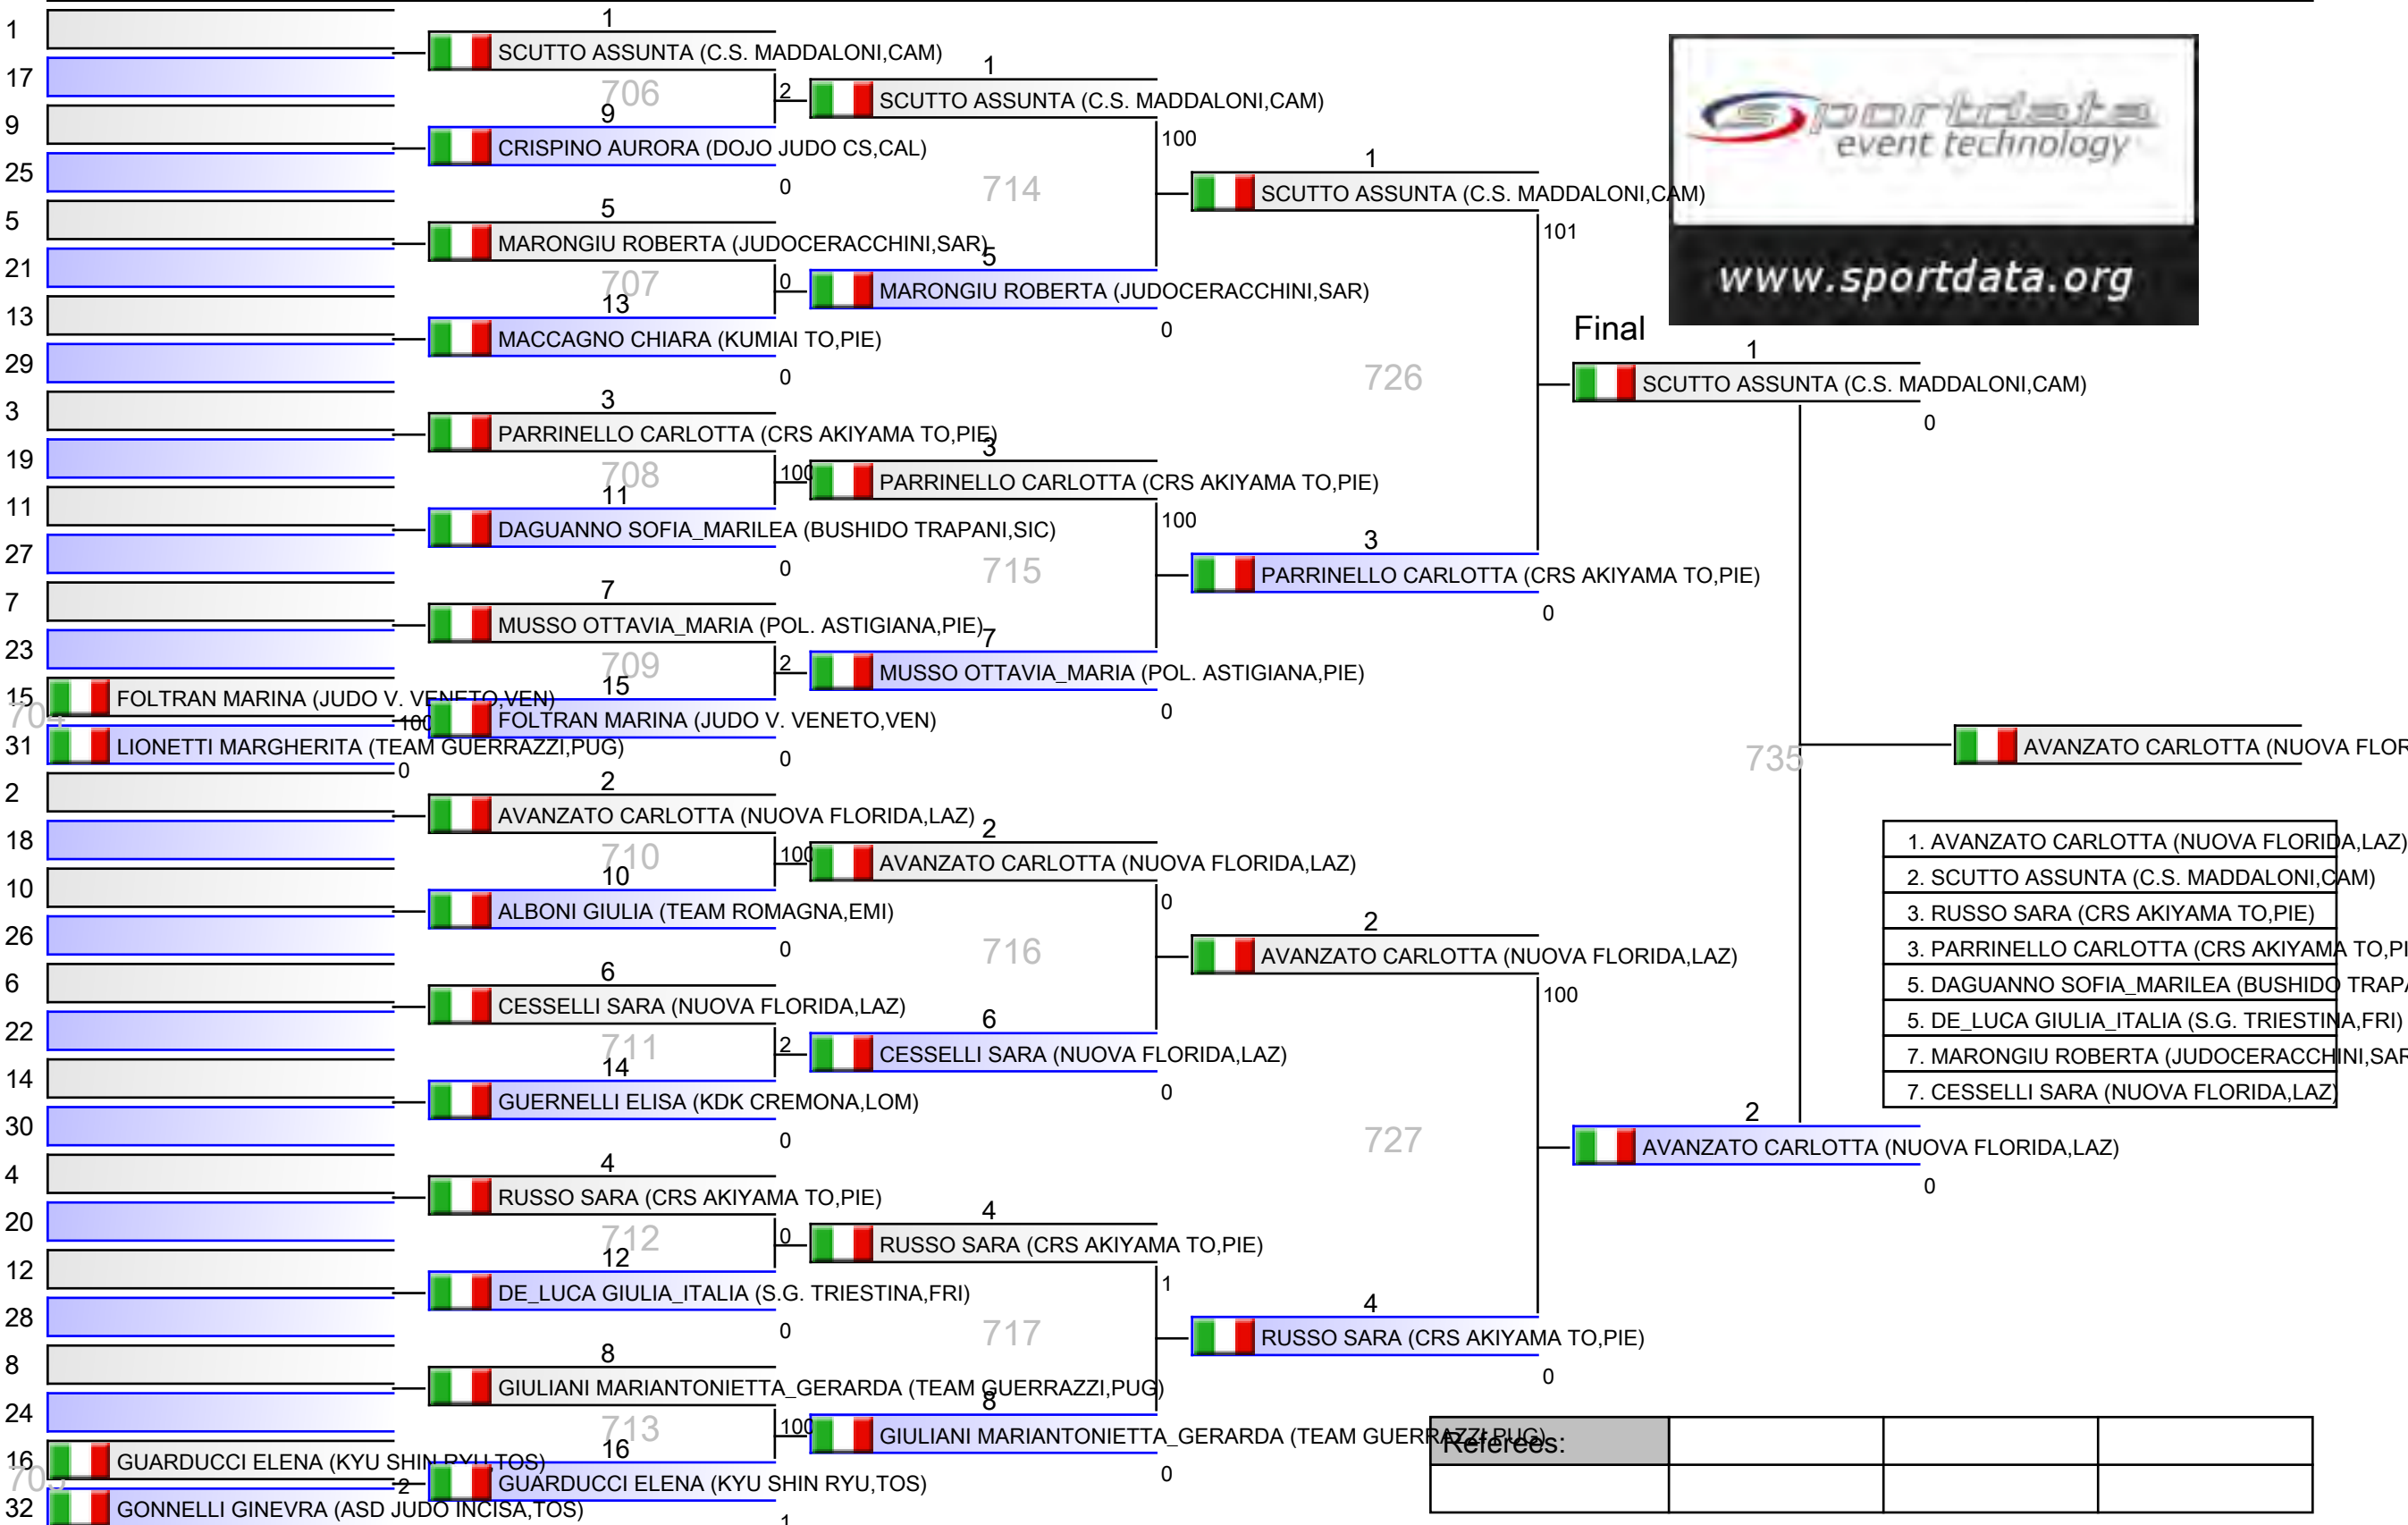 1
17
9
25
5
21
13
29
3
19
11
27
7
23
15 FOLTRAN MARINA (JUDO V. VENETO,VEN)
704
100
31 LIONETTI MARGHERITA (TEAM GUERRAZZI,PUG)
0
2
18
10
26
6
22
14
30
4
20
12
28
8
24
16 GUARDUCCI ELENA (KYU SHIN RYU,TOS)
2
32 GONNELLI GINEVRA (ASD JUDO INCISA,TOS)
1
SCUTTO ASSUNTA (C.S. MADDALONI,CAM)
706
2
9
CRISPINO AURORA (DOJO JUDO CS,CAL)
0
5
MARONGIU ROBERTA (JUDOCERACCHINI,SAR)
707
0
13
MACCAGNO CHIARA (KUMIAI TO,PIE)
0
3
PARRINELLO CARLOTTA (CRS AKIYAMA TO,PIE)
708
100
11
DAGUANNO SOFIA_MARILEA (BUSHIDO TRAPANI,SIC)
0
7
MUSSO OTTAVIA_MARIA (POL. ASTIGIANA,PIE)
709
2
15
FOLTRAN MARINA (JUDO V. VENETO,VEN)
0
2
AVANZATO CARLOTTA (NUOVA FLORIDA,LAZ)
710
100
10
ALBONI GIULIA (TEAM ROMAGNA,EMI)
0
6
CESSELLI SARA (NUOVA FLORIDA,LAZ)
711
2
14
GUERNELLI ELISA (KDK CREMONA,LOM)
0
4
RUSSO SARA (CRS AKIYAMA TO,PIE)
712
0
12
DE_LUCA GIULIA_ITALIA (S.G. TRIESTINA,FRI)
0
8
GIULIANI MARIANTONIETTA_GERARDA (TEAM GUERRAZZI,PUG)
713
100
16
GUARDUCCI ELENA (KYU SHIN RYU,TOS)
1
1
SCUTTO ASSUNTA (C.S. MADDALONI,CAM)
100
714
5
MARONGIU ROBERTA (JUDOCERACCHINI,SAR)
0
3
PARRINELLO CARLOTTA (CRS AKIYAMA TO,PIE)
100
715
7
MUSSO OTTAVIA_MARIA (POL. ASTIGIANA,PIE)
0
2
AVANZATO CARLOTTA (NUOVA FLORIDA,LAZ)
0
716
6
CESSELLI SARA (NUOVA FLORIDA,LAZ)
0
4
RUSSO SARA (CRS AKIYAMA TO,PIE)
1
717
8
GIULIANI MARIANTONIETTA_GERARDA (TEAM GUERRAZZI,PUG)
0
1
SCUTTO ASSUNTA (C.S. MADDALONI,CAM)
101
726
3
PARRINELLO CARLOTTA (CRS AKIYAMA TO,PIE)
0
2
AVANZATO CARLOTTA (NUOVA FLORIDA,LAZ)
100
727
4
RUSSO SARA (CRS AKIYAMA TO,PIE)
0
sportdata
event technology
www.sportdata.org
Final
1
SCUTTO ASSUNTA (C.S. MADDALONI,CAM)
0
735
2
AVANZATO CARLOTTA (NUOVA FLORIDA,LAZ)
0
AVANZATO CARLOTTA (NUOVA FLOR
1. AVANZATO CARLOTTA (NUOVA FLORIDA,LAZ)
2. SCUTTO ASSUNTA (C.S. MADDALONI,CAM)
3. RUSSO SARA (CRS AKIYAMA TO,PIE)
3. PARRINELLO CARLOTTA (CRS AKIYAMA TO,PI
5. DAGUANNO SOFIA_MARILEA (BUSHIDO TRAPA
5. DE_LUCA GIULIA_ITALIA (S.G. TRIESTINA,FRI)
7. MARONGIU ROBERTA (JUDOCERACCHINI,SAR
7. CESSELLI SARA (NUOVA FLORIDA,LAZ)
Referees: